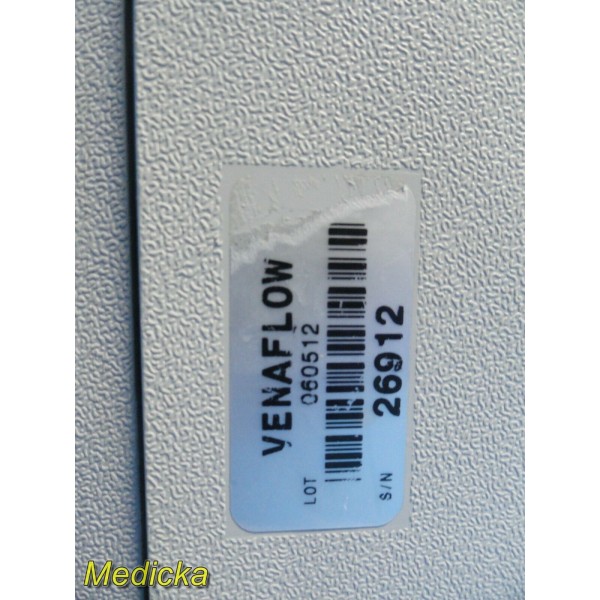 VENAFLOW
LOT 060512
S/N 26912
Medicka